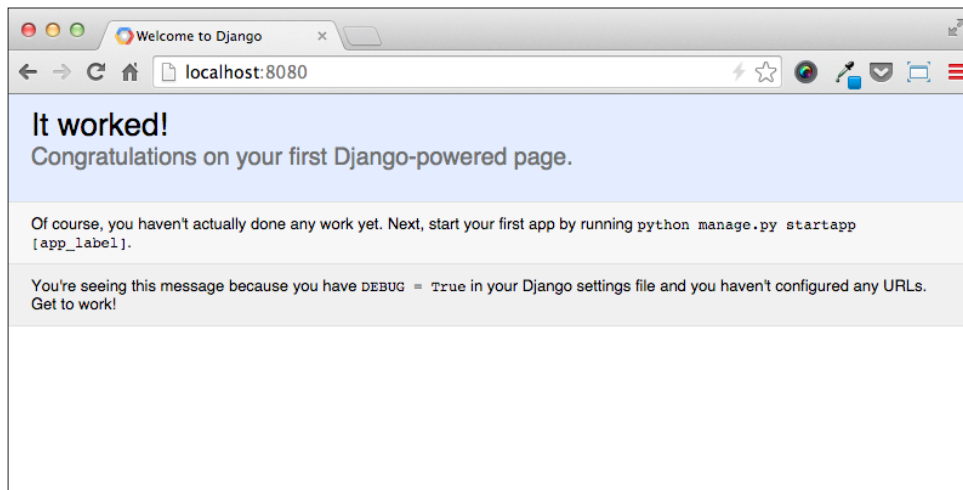 Welcome to Django
localhost:8080
It worked!
Congratulations on your first Django-powered page.
Of course, you haven't actually done any work yet. Next, start your first app by running python manage.py startapp
[app_label].
You're seeing this message because you have DEBUG = True in your Django settings file and you haven't configured any URLs.
Get to work!